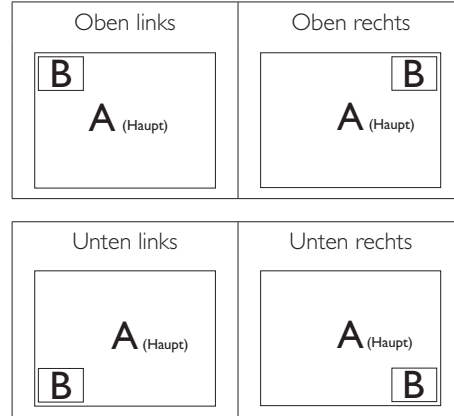 Oben links
Oben rechts
B
B
A (Haupt)
A (Haupt)
Unten links
Unten rechts
A (Haupt)
A (Haupt)
B
B